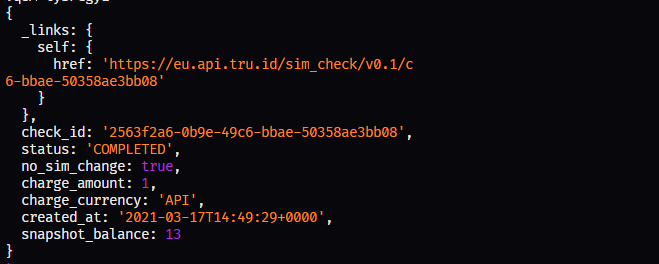 {
_links: {
self: {
href: 'https://eu.api.tru.id/sim_check/v0.1/c
6-bbae-50358ae3bb08'
}
},
check_id: '2563f2a6-0b9e-49c6-bbae-50358ae3bb08',
status: 'COMPLETED',
no_sim_change: true,
charge_amount: 1,
charge_currency: 'API',
created_at: '2021-03-17T14:49:29+0000',
snapshot_balance: 13
}